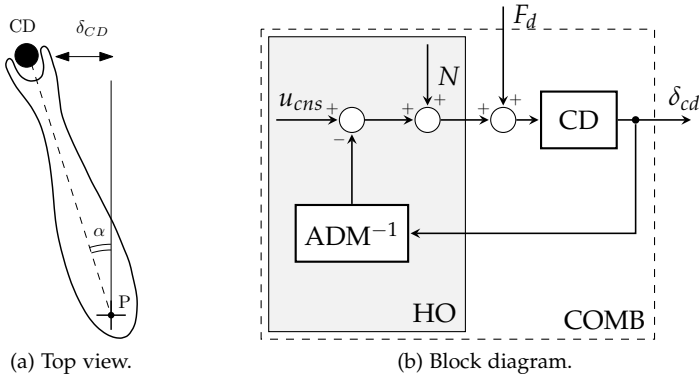 CD
δ_CD
α
P
(a) Top view.
F_d
N
u_cns
+
−
+
+
+
+
CD
δ_cd
ADM⁻¹
HO
COMB
(b) Block diagram.